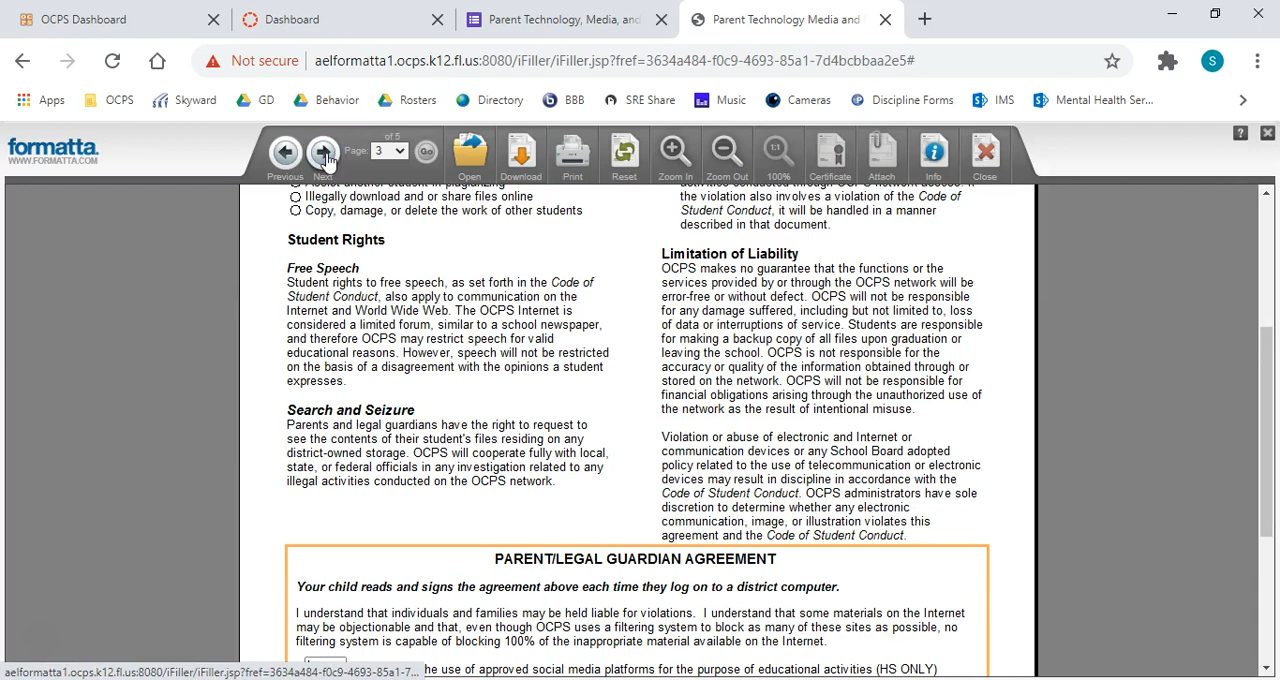 OCPS Dashboard
Dashboard
Parent Technology, Media, and
Parent Technology Media and
Not secure
aelformatta1.ocps.k12.fl.us:8080/iFiller/iFiller.jsp?fref=3634a484-f0c9-4693-85a1-7d4bcbbaa2e5#
S
Apps
OCPS
Skyward
GD
Behavior
Rosters
Directory
BBB
SRE Share
Music
Cameras
Discipline Forms
IMS
Mental Health Ser...
formatta.
WWW.FORMATTA.COM
Previous
Next
Page:
of 5
3
Go
Open
Download
Print
Reset
Zoom In
Zoom Out
1:1
100%
Certificate
Attach
Info
Close
Assist another student in plagiarizing
Illegally download and or share files online
Copy, damage, or delete the work of other students
Student Rights
Free Speech
Student rights to free speech, as set forth in the Code of
Student Conduct, also apply to communication on the
Internet and World Wide Web. The OCPS Internet is
considered a limited forum, similar to a school newspaper,
and therefore OCPS may restrict speech for valid
educational reasons. However, speech will not be restricted
on the basis of a disagreement with the opinions a student
expresses.
Search and Seizure
Parents and legal guardians have the right to request to
see the contents of their student's files residing on any
district-owned storage. OCPS will cooperate fully with local,
state, or federal officials in any investigation related to any
illegal activities conducted on the OCPS network.
the violation also involves a violation of the Code of
Student Conduct, it will be handled in a manner
described in that document.
Limitation of Liability
OCPS makes no guarantee that the functions or the
services provided by or through the OCPS network will be
error-free or without defect. OCPS will not be responsible
for any damage suffered, including but not limited to, loss
of data or interruptions of service. Students are responsible
for making a backup copy of all files upon graduation or
leaving the school. OCPS is not responsible for the
accuracy or quality of the information obtained through or
stored on the network. OCPS will not be responsible for
financial obligations arising through the unauthorized use of
the network as the result of intentional misuse.
Violation or abuse of electronic and Internet or
communication devices or any School Board adopted
policy related to the use of telecommunication or electronic
devices may result in discipline in accordance with the
Code of Student Conduct. OCPS administrators have sole
discretion to determine whether any electronic
communication, image, or illustration violates this
agreement and the Code of Student Conduct.
PARENT/LEGAL GUARDIAN AGREEMENT
Your child reads and signs the agreement above each time they log on to a district computer.
I understand that individuals and families may be held liable for violations. I understand that some materials on the Internet
may be objectionable and that, even though OCPS uses a filtering system to block as many of these sites as possible, no
filtering system is capable of blocking 100% of the inappropriate material available on the Internet.
he use of approved social media platforms for the purpose of educational activities (HS ONLY)
aelformatta1.ocps.k12.fl.us:8080/iFiller/iFiller.jsp?fref=3634a484-f0c9-4693-85a1-7...